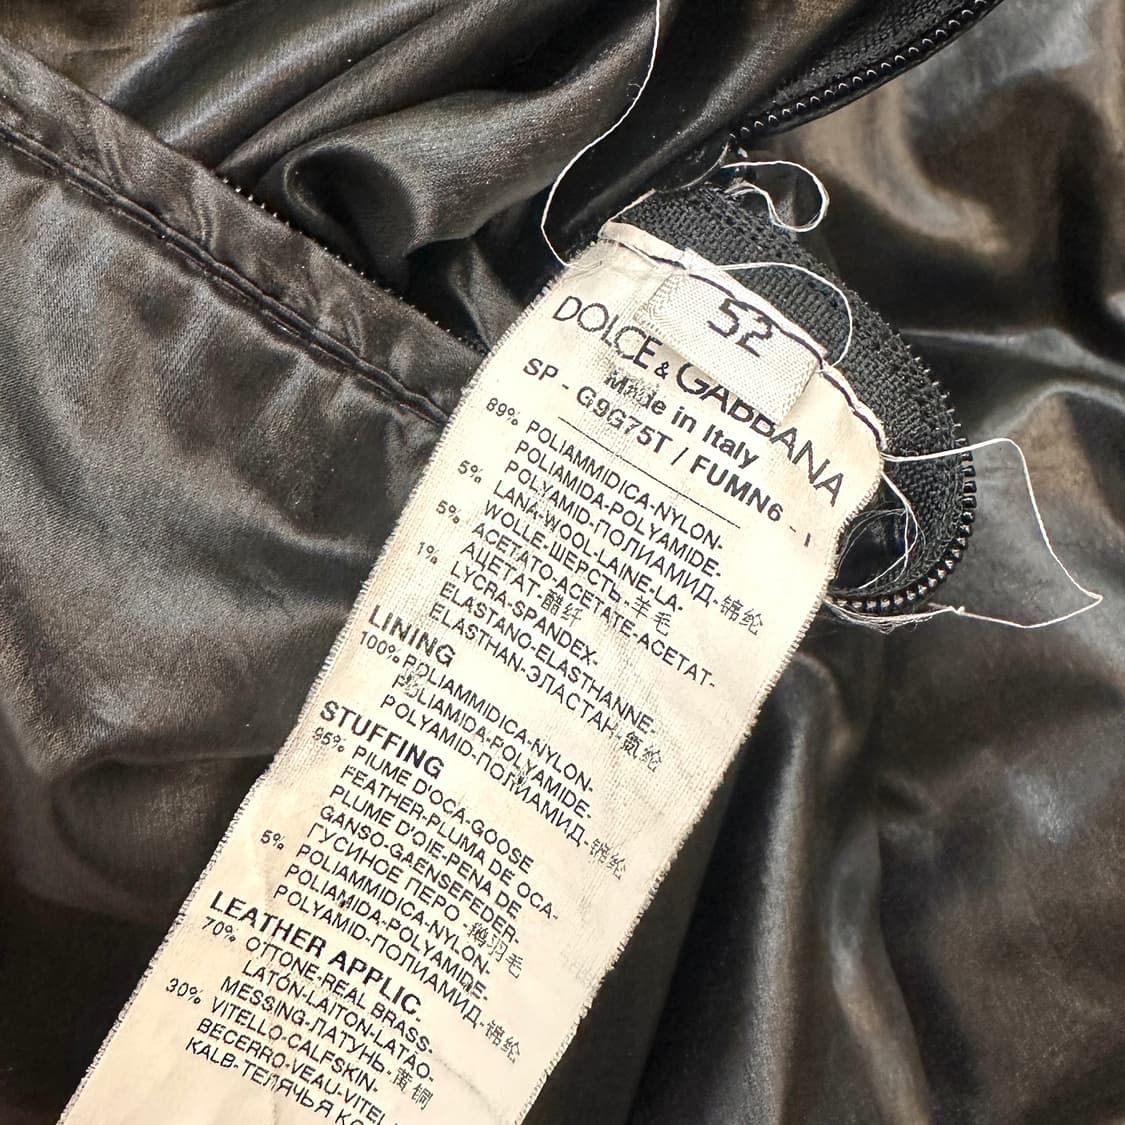 52
DOLCE & GABBANA
Made in Italy
SP - G9G75T / FUMN6 - I
89% POLIAMMIDICA-NYLON-
POLIAMIDA-POLYAMIDE-
POLYAMID-ПОЛИАМИД-锦纶
5% LANA-WOOL-LAINE-LA-
WOLLE-ШЕРСТЬ-羊毛
5% ACETATO-ACETATE-ACETAT-
АЦЕТАТ-醋纤
1% LYCRA-SPANDEX-
ELASTANO-ELASTHANNE-
ELASTHAN-ЭЛАСТАН-氨纶
LINING
100% POLIAMMIDICA-NYLON-
POLIAMIDA-POLYAMIDE-
POLYAMID-ПОЛИАМИД-锦纶
STUFFING
95% PIUME D'OCA-GOOSE
FEATHER-PLUMA DE OCA-
PLUME D'OIE-PENA DE
GANSO-GAENSEFEDER-
ГУСИНОЕ ПЕРО-鹅羽毛
5% POLIAMMIDICA-NYLON-
POLIAMIDA-POLYAMIDE-
POLYAMID-ПОЛИАМИД-锦纶
LEATHER APPLIC.
70% OTTONE-REAL BRASS-
LATÓN-LAITON-LATÃO-
MESSING-ЛАТУНЬ-黄铜
30% VITELLO-CALFSKIN-
BECERRO-VEAU-VITEL
KALB-ТЕЛЯЧЬЯ КО